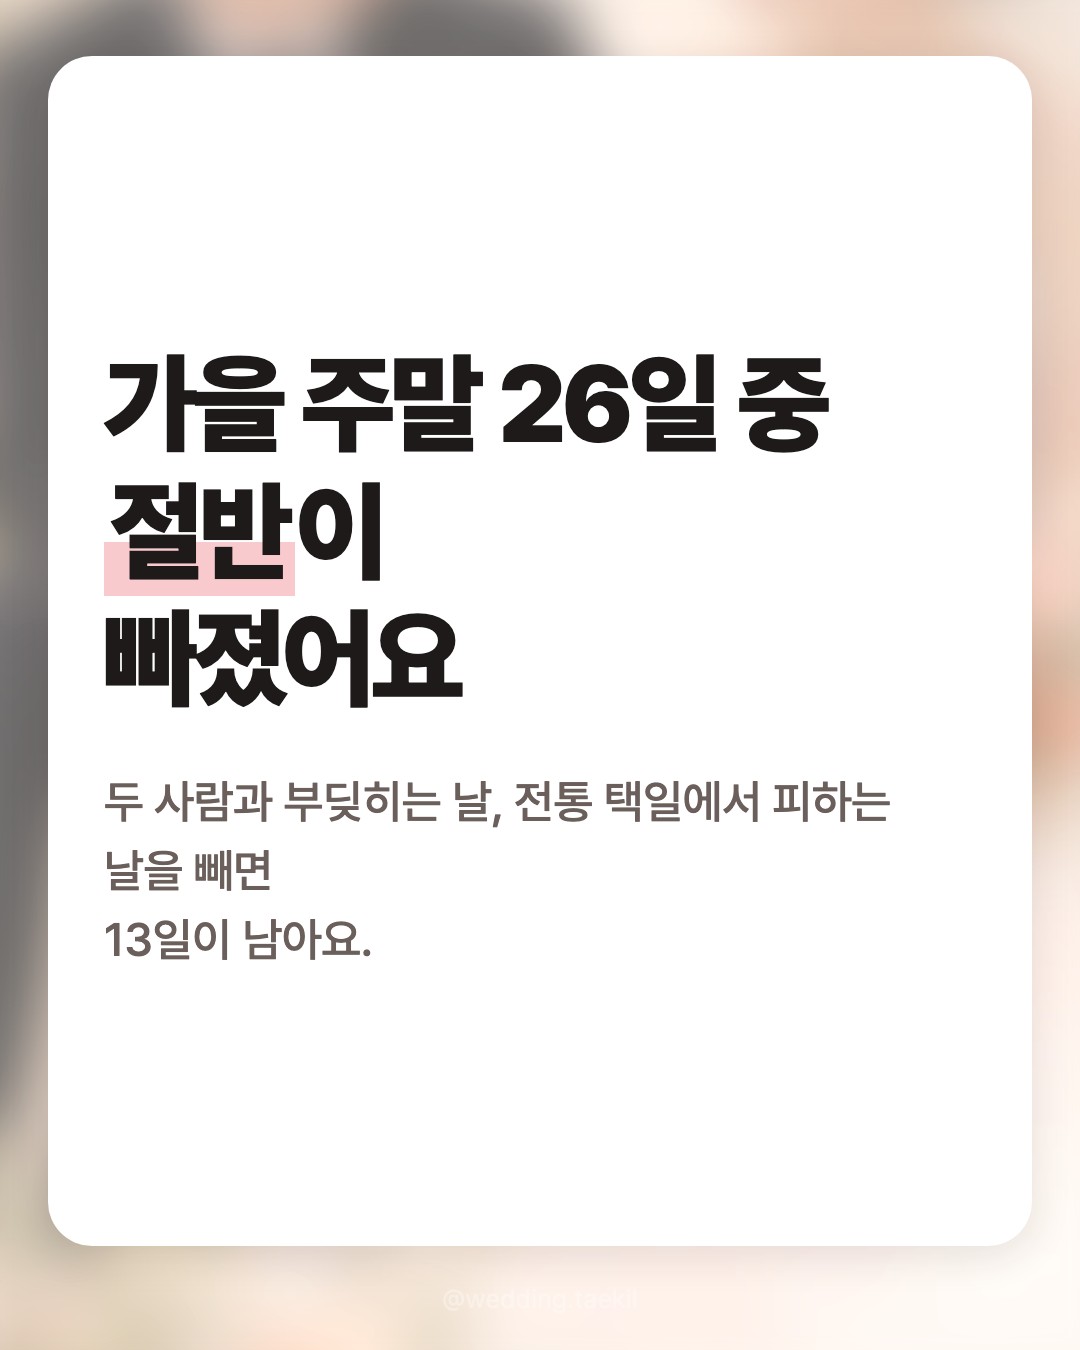 가을 주말 26일 중
절반이
빠졌어요
두 사람과 부딪히는 날, 전통 택일에서 피하는
날을 빼면
13일이 남아요.
@wedding.taekil